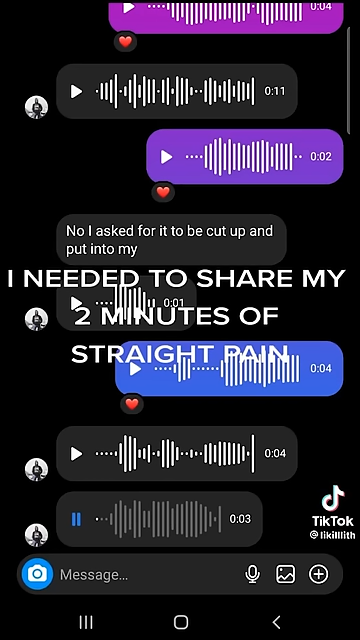 0:04
0:11
0:02
No I asked for it to be cut up and
put into my
I NEEDED TO SHARE MY
0:01
2 MINUTES OF
STRAIGHT PAIN
0:04
0:04
0:03
TikTok
@likilllith
Message...